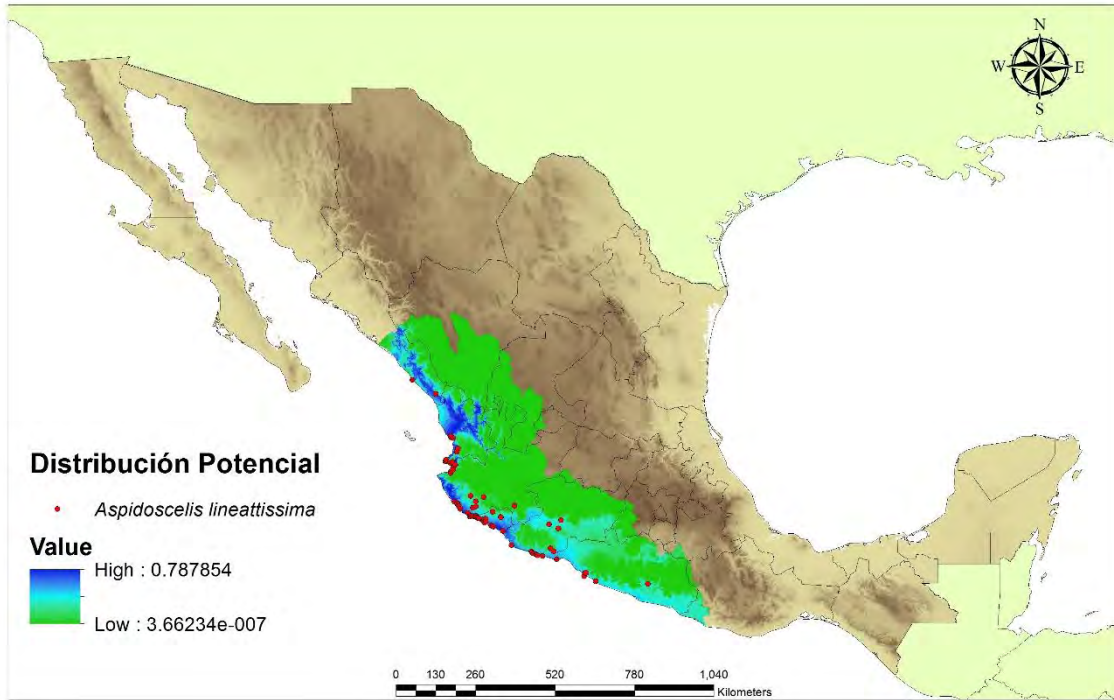 N
W E
S
Distribución Potencial
Aspidoscelis lineattissima
Value
High : 0.787854
Low : 3.66234e-007
0 130 260 520 780 1,040
Kilometers